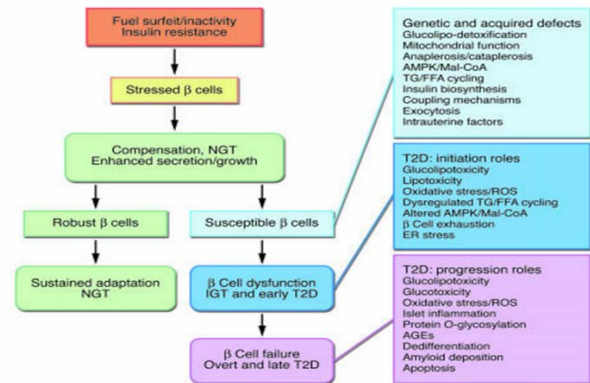 Fuel surfeit/inactivity
Insulin resistance
Stressed β cells
Compensation, NGT
Enhanced secretion/growth
Robust β cells
Susceptible β cells
Sustained adaptation
NGT
β Cell dysfunction
IGT and early T2D
β Cell failure
Overt and late T2D
Genetic and acquired defects
Glucolipo-detoxification
Mitochondrial function
Anaplerosis/cataplerosis
AMPK/Mal-CoA
TG/FFA cycling
Insulin biosynthesis
Coupling mechanisms
Exocytosis
Intrauterine factors
T2D: initiation roles
Glucolipotoxicity
Lipotoxicity
Oxidative stress/ROS
Dysregulated TG/FFA cycling
Altered AMPK/Mal-CoA
β Cell exhaustion
ER stress
T2D: progression roles
Glucolipotoxicity
Glucotoxicity
Oxidative stress/ROS
Islet inflammation
Protein O-glycosylation
AGEs
Dedifferentiation
Amyloid deposition
Apoptosis